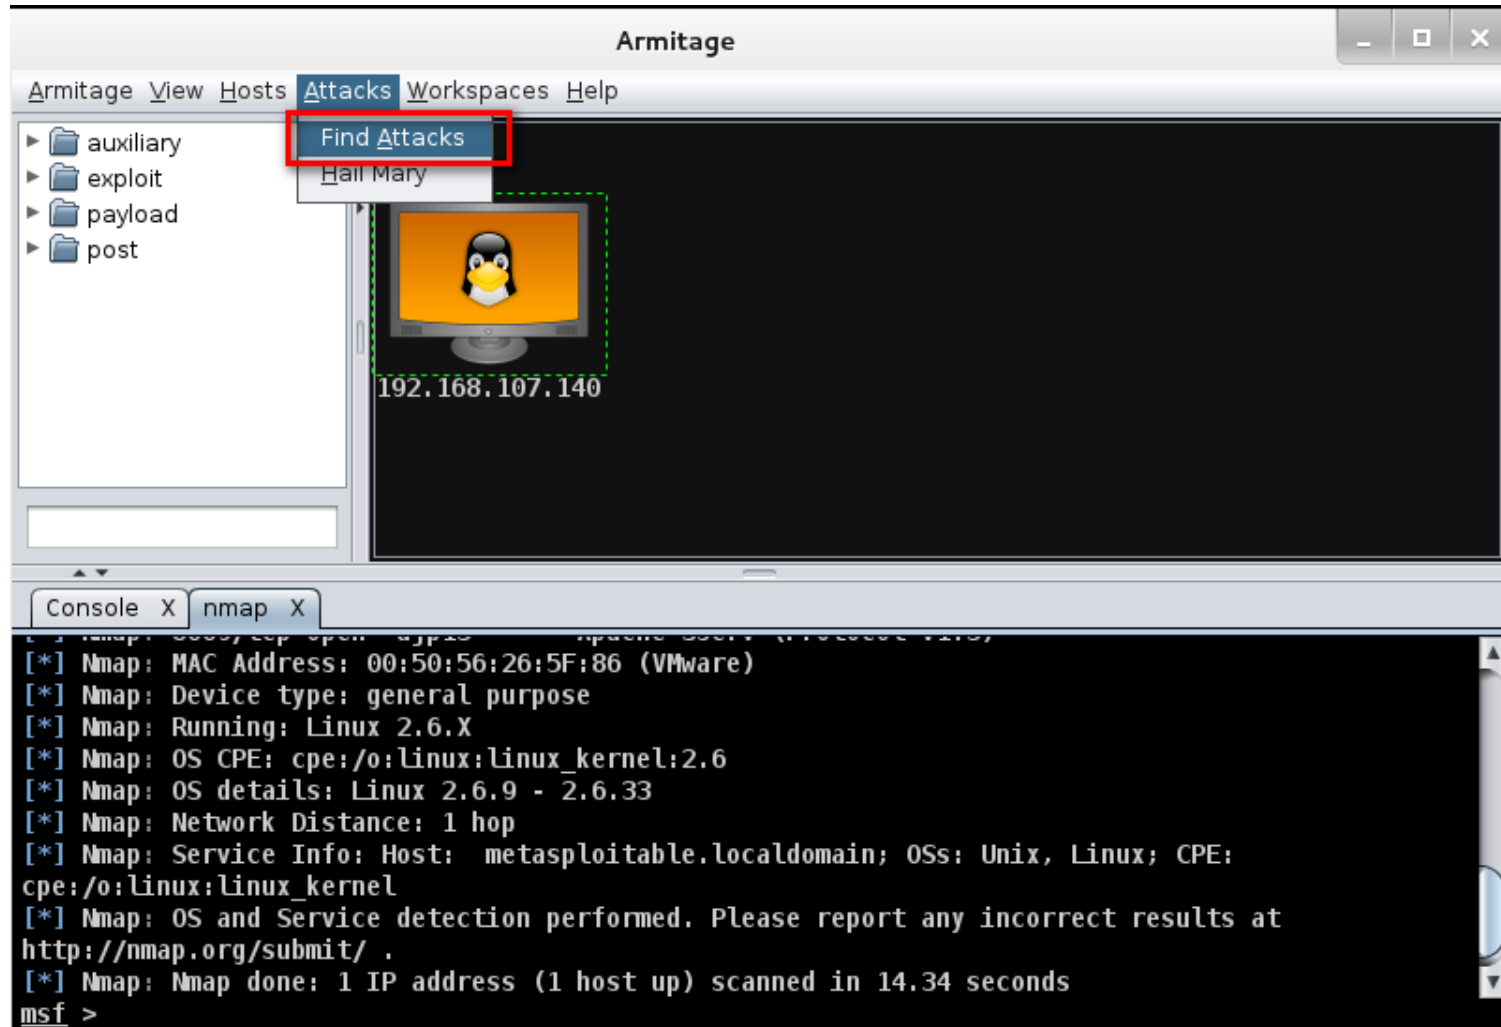 Armitage
Armitage View Hosts Attacks Workspaces Help
Find Attacks
Hail Mary
auxiliary
exploit
payload
post
192.168.107.140
Console X nmap X
[*] Nmap: MAC Address: 00:50:56:26:5F:86 (VMware)
[*] Nmap: Device type: general purpose
[*] Nmap: Running: Linux 2.6.X
[*] Nmap: OS CPE: cpe:/o:linux:linux_kernel:2.6
[*] Nmap: OS details: Linux 2.6.9 - 2.6.33
[*] Nmap: Network Distance: 1 hop
[*] Nmap: Service Info: Host:  metasploitable.localdomain; OSs: Unix, Linux; CPE:
cpe:/o:linux:linux_kernel
[*] Nmap: OS and Service detection performed. Please report any incorrect results at
http://nmap.org/submit/ .
[*] Nmap: Nmap done: 1 IP address (1 host up) scanned in 14.34 seconds
msf >